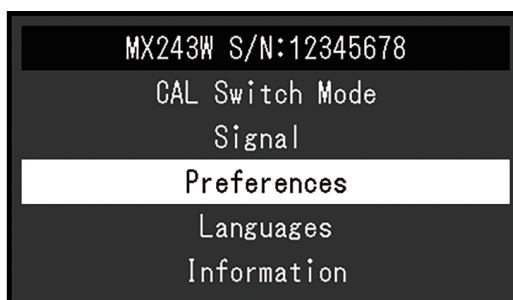 MX243W S/N:12345678
CAL Switch Mode
Signal
Preferences
Languages
Information